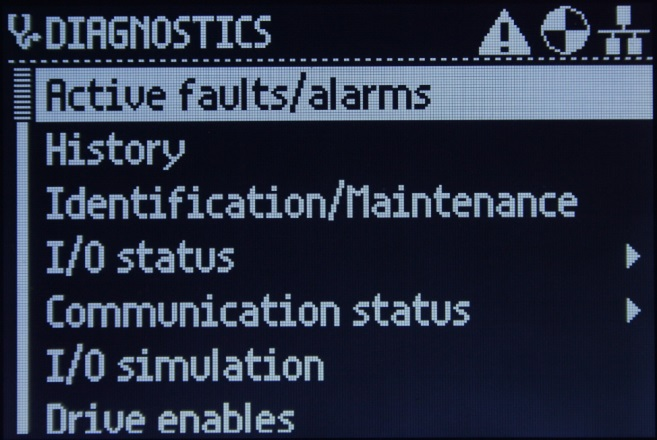 DIAGNOSTICS
Active faults/alarms
History
Identification/Maintenance
I/O status
Communication status
I/O simulation
Drive enables